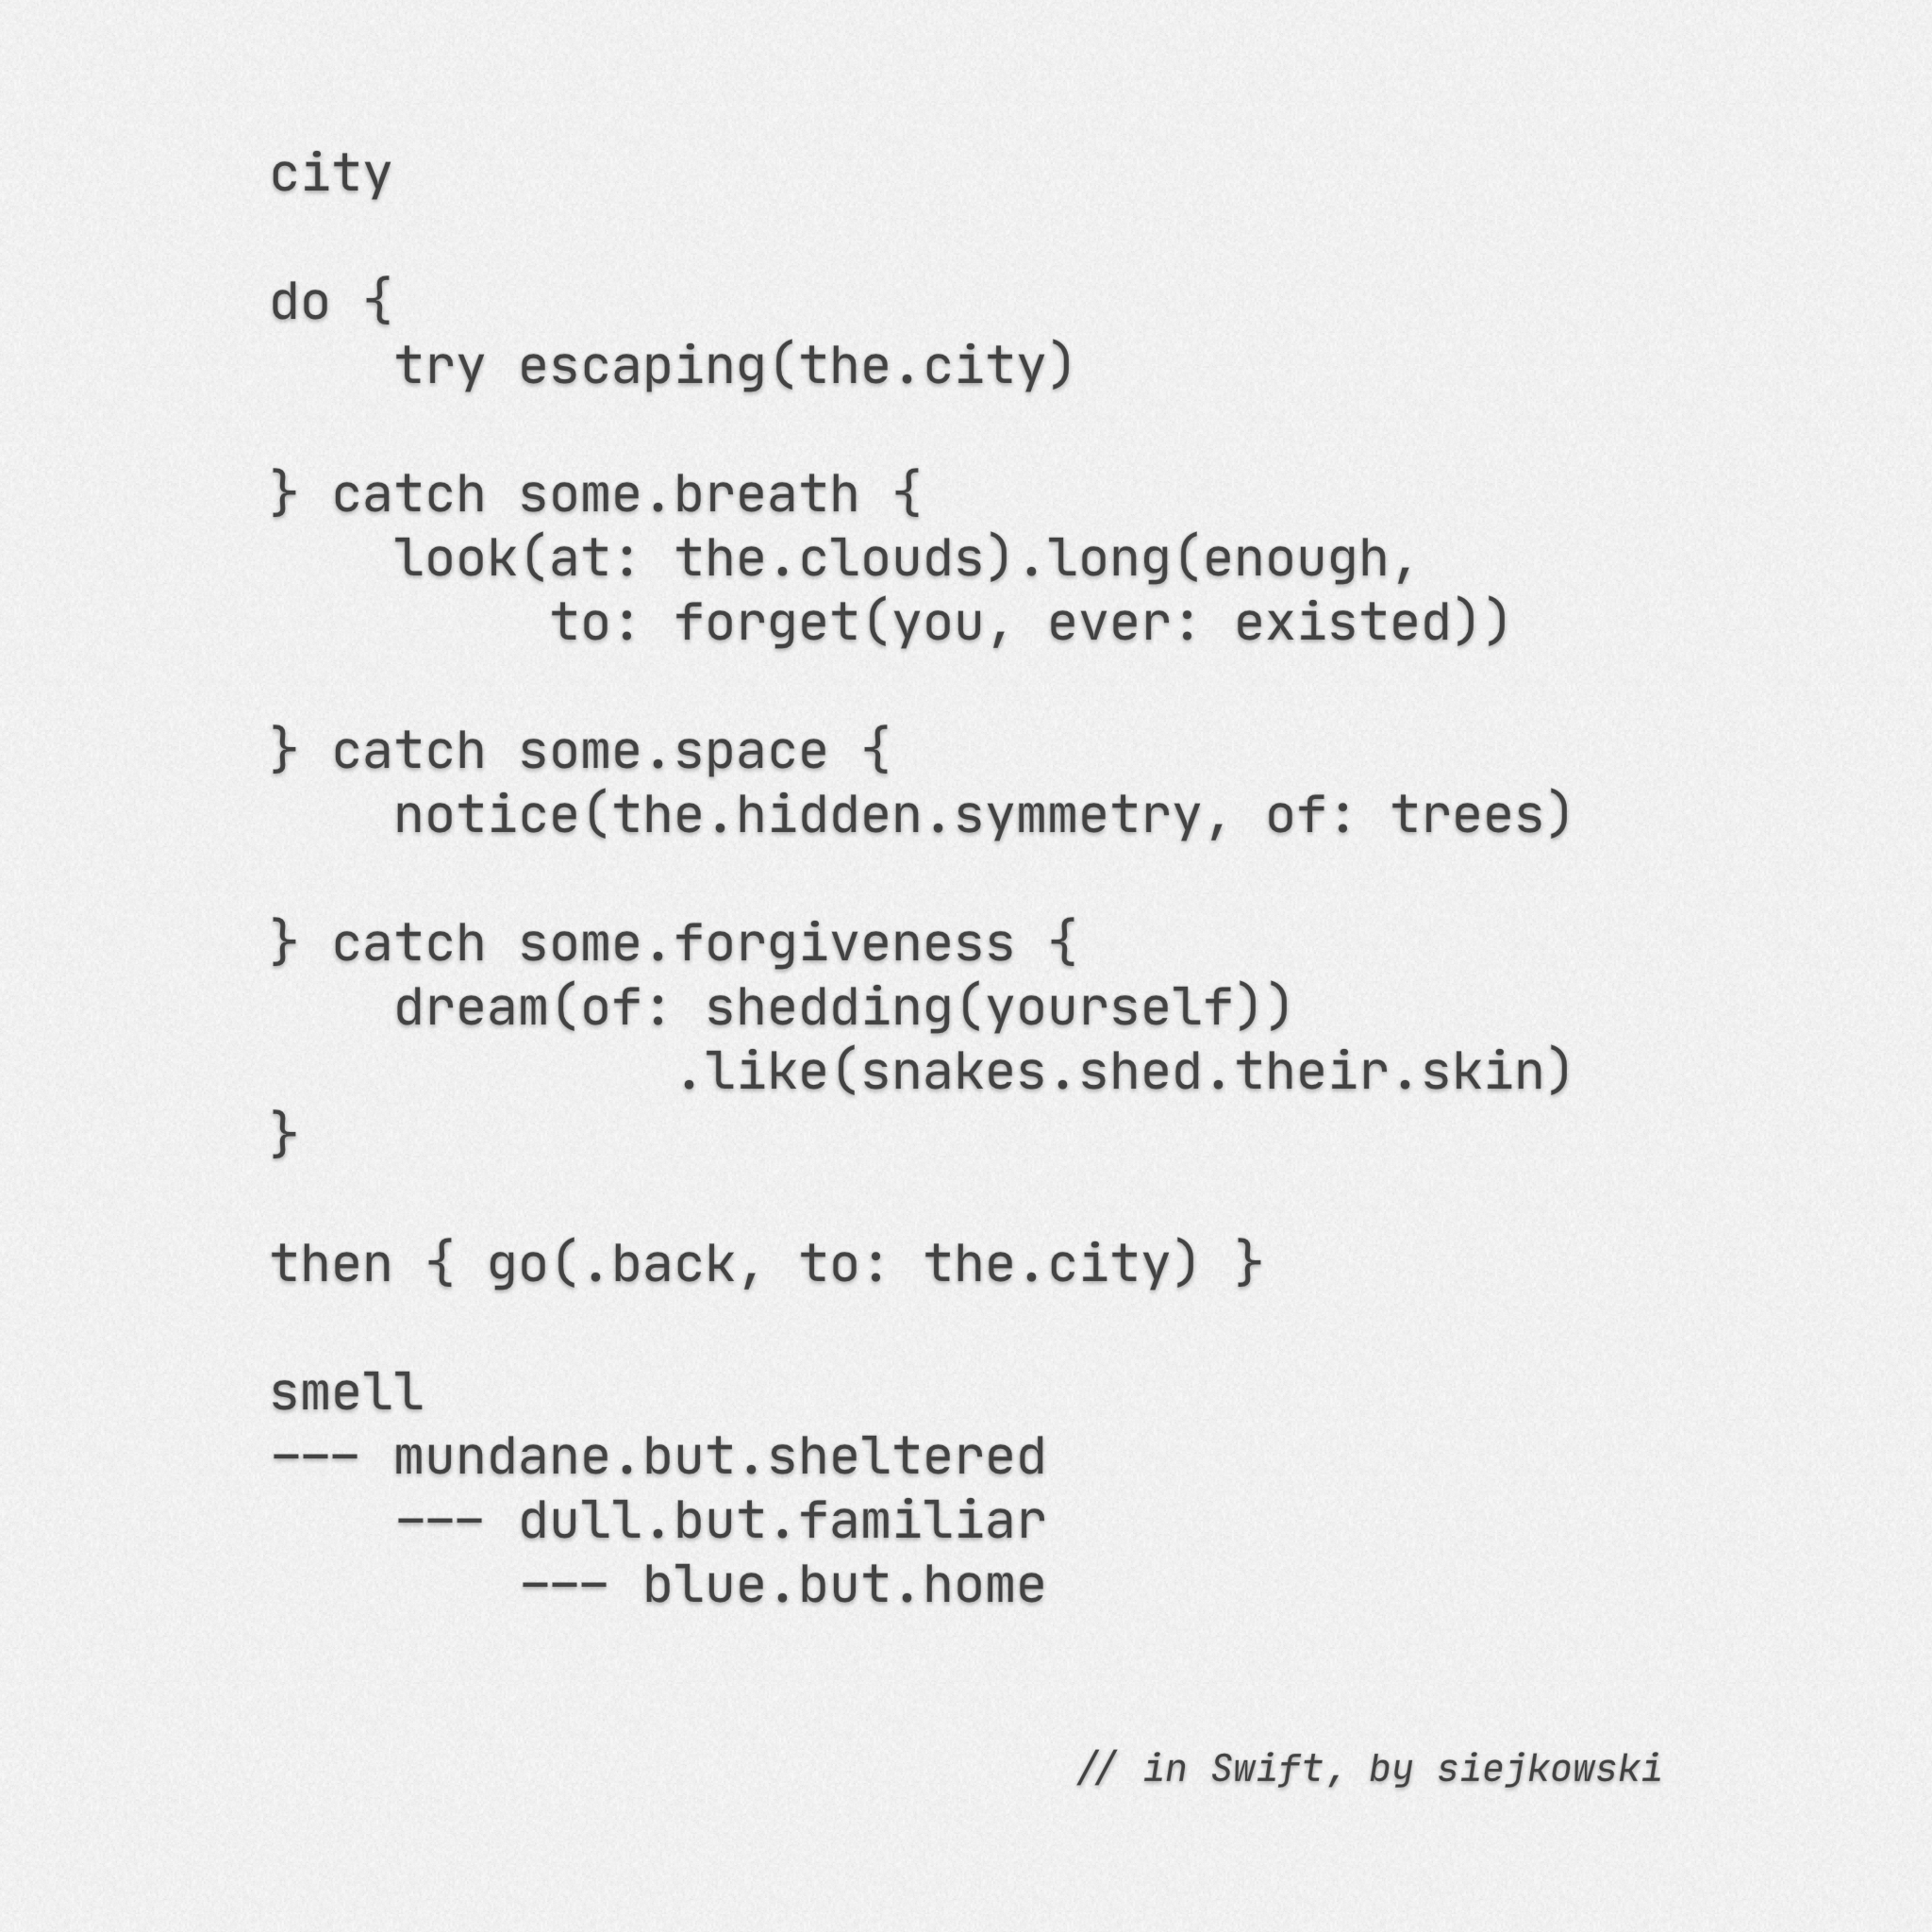 city
do {
    try escaping(the.city)
} catch some.breath {
    look(at: the.clouds).long(enough,
         to: forget(you, ever: existed))
} catch some.space {
    notice(the.hidden.symmetry, of: trees)
} catch some.forgiveness {
    dream(of: shedding(yourself))
             .like(snakes.shed.their.skin)
}
then { go(.back, to: the.city) }
smell
--- mundane.but.sheltered
    --- dull.but.familiar
        --- blue.but.home
// in Swift, by siejkowski